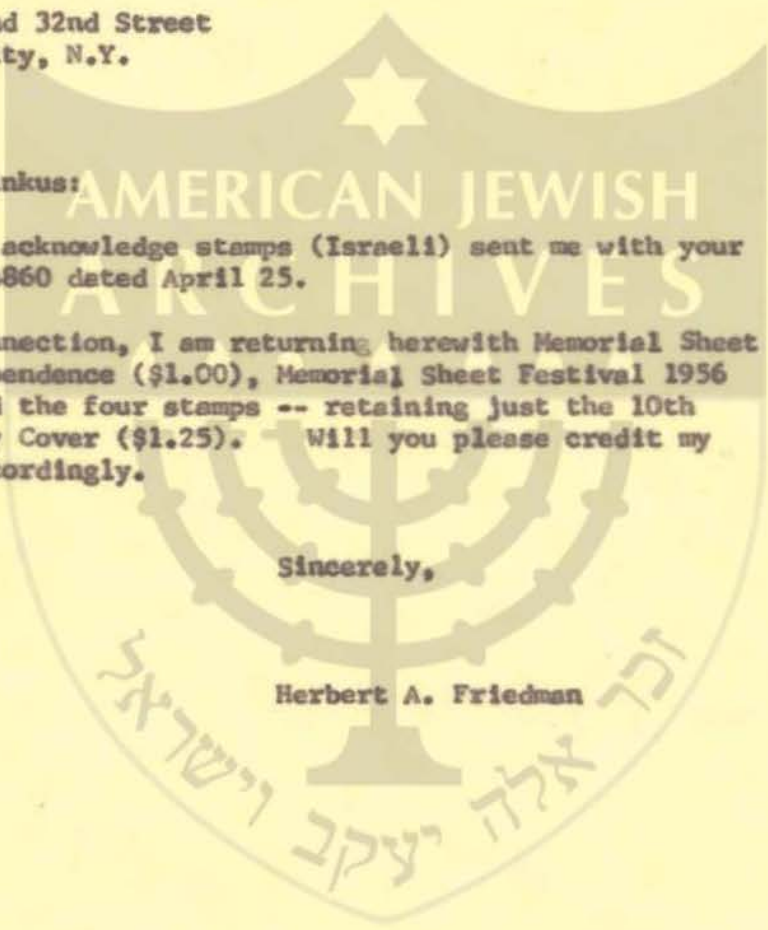 nd 32nd Street
ty, N.Y.
nkus:
AMERICAN JEWISH
acknowledge stamps (Israeli) sent me with your
860 dated April 25.
ARCHIVES
nection, I am returning herewith Memorial Sheet
pendence ($1.00), Memorial Sheet Festival 1956
the four stamps -- retaining just the 10th
Cover ($1.25). Will you please credit my
ordingly.
Sincerely,
Herbert A. Friedman
זכר אלה יעקב וישראל